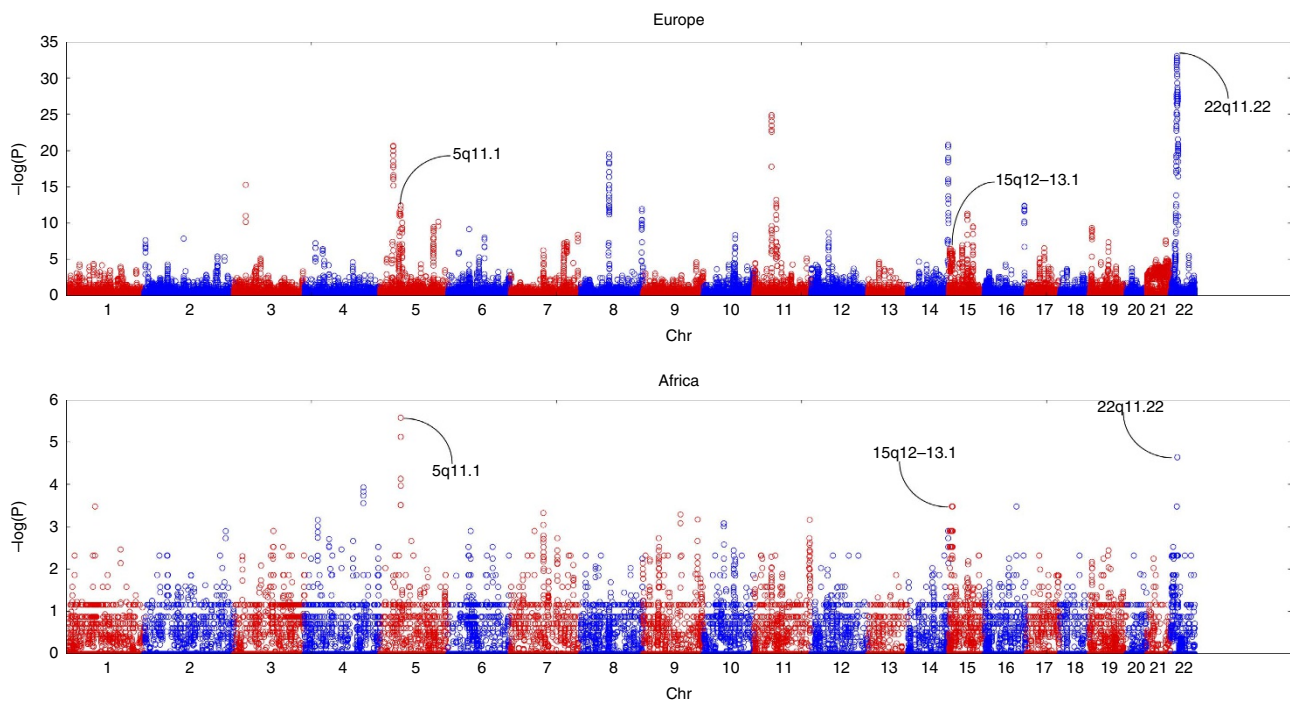 Europe
35
30
25
20
15
10
5
0
–log(P)
5q11.1
15q12–13.1
22q11.22
1 2 3 4 5 6 7 8 9 10 11 12 13 14 15 16 17 18 19 20 21 22
Chr
Africa
6
5
4
3
2
1
0
–log(P)
5q11.1
15q12–13.1
22q11.22
1 2 3 4 5 6 7 8 9 10 11 12 13 14 15 16 17 18 19 20 21 22
Chr